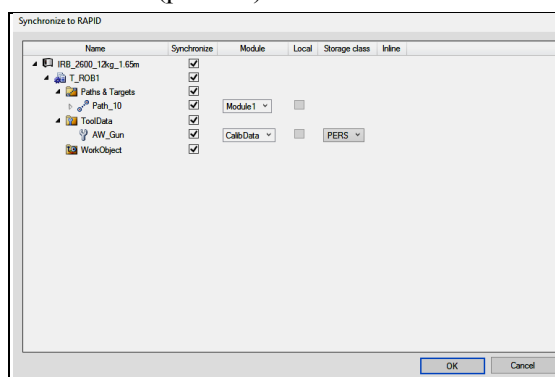 Synchronize to RAPID
Name Synchronize Module Local Storage class Inline
IRB_2600_12kg_1.65m
T_ROB1
Paths & Targets
Path_10 Module1
ToolData
AW_Gun CalibData PERS
WorkObject
OK Cancel